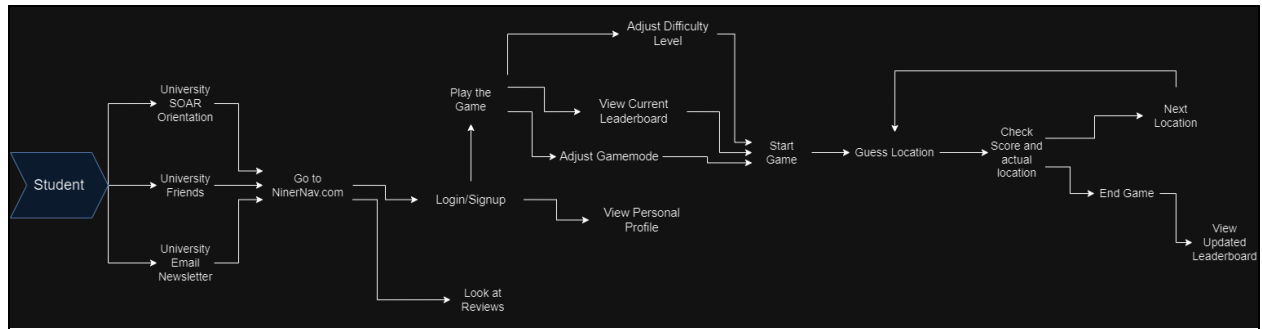 Student
University
SOAR
Orientation
University
Friends
University
Email
Newsletter
Go to
NinerNav.com
Login/Signup
Look at
Reviews
Play the
Game
View Personal
Profile
Adjust Difficulty
Level
View Current
Leaderboard
Adjust Gamemode
Start
Game
Guess Location
Check
Score and
actual
location
Next
Location
End Game
View
Updated
Leaderboard